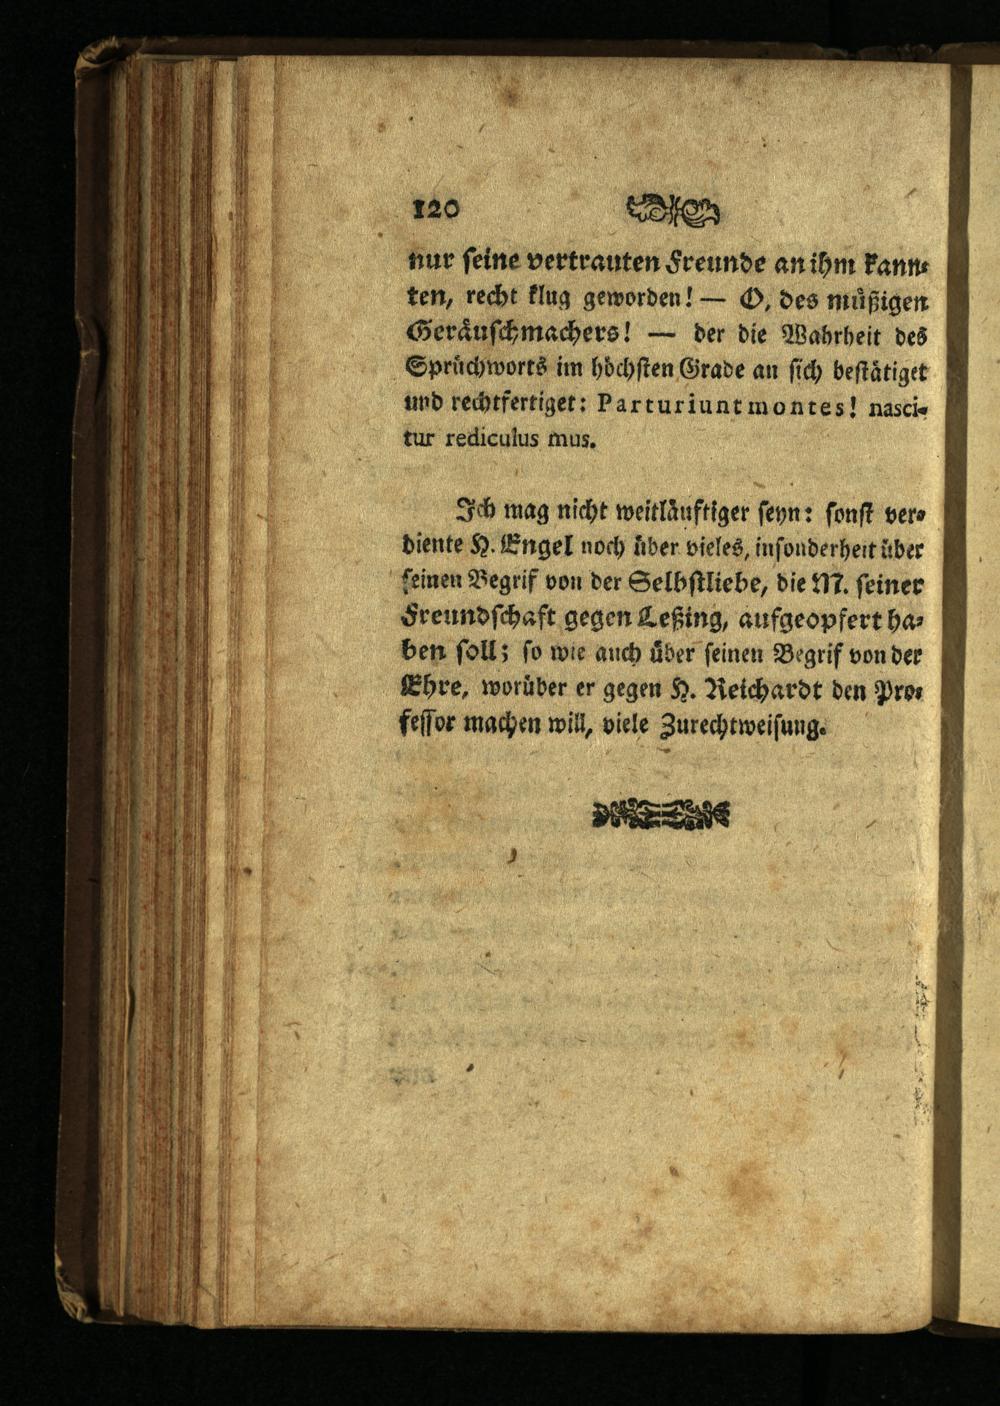 120
nur seine vertrauten Freunde an ihm kann-
ten, recht klug geworden! — O, des müßigen
Geräuschmachers! — der die Wahrheit des
Sprüchworts im höchsten Grade an sich bestätiget
und rechtfertiget: Parturiunt montes! nasci-
tur rediculus mus.
Ich mag nicht weitläuftiger seyn: sonst ver-
diente H. Engel noch über vieles, insonderheit über
seinen Begrif von der Selbstliebe, die M. seiner
Freundschaft gegen Leßing, aufgeopfert ha-
ben soll; so wie auch über seinen Begrif von der
Ehre, worüber er gegen H. Reichardt den Pro-
fessor machen will, viele Zurechtweisung.